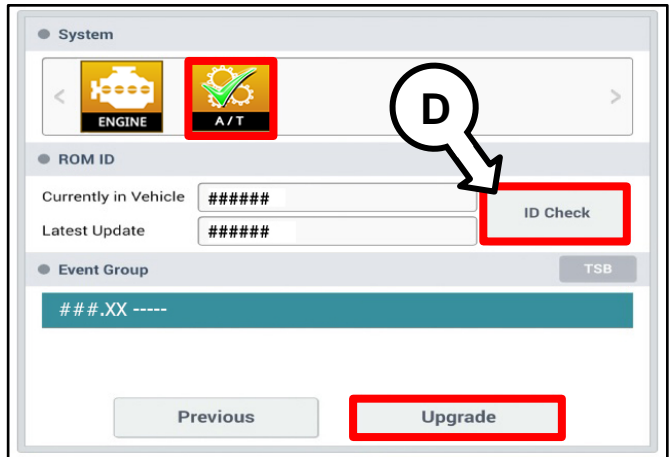 System
ENGINE
A/T
D
ROM ID
Currently in Vehicle ######
ID Check
Latest Update ######
Event Group TSB
###.XX -----
Previous Upgrade